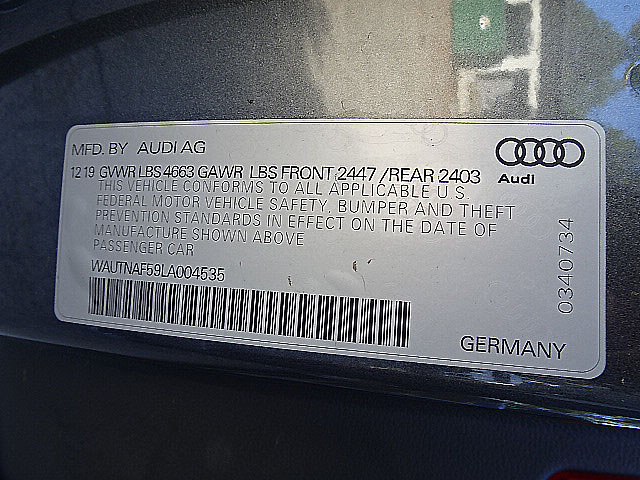 MFD. BY AUDI AG
12 19 GVWR LBS 4663 GAWR LBS FRONT 2447 /REAR 2403
THIS VEHICLE CONFORMS TO ALL APPLICABLE U S
FEDERAL MOTOR VEHICLE SAFETY, BUMPER AND THEFT
PREVENTION STANDARDS IN EFFECT ON THE DATE OF
MANUFACTURE SHOWN ABOVE
PASSENGER CAR
WAUTNAF59LA004535
Audi
0340734
GERMANY